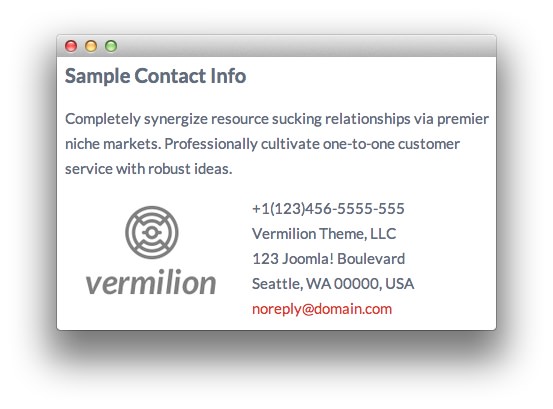 Sample Contact Info
Completely synergize resource sucking relationships via premier
niche markets. Professionally cultivate one-to-one customer
service with robust ideas.
vermilion
+1(123)456-5555-555
Vermilion Theme, LLC
123 Joomla! Boulevard
Seattle, WA 00000, USA
noreply@domain.com